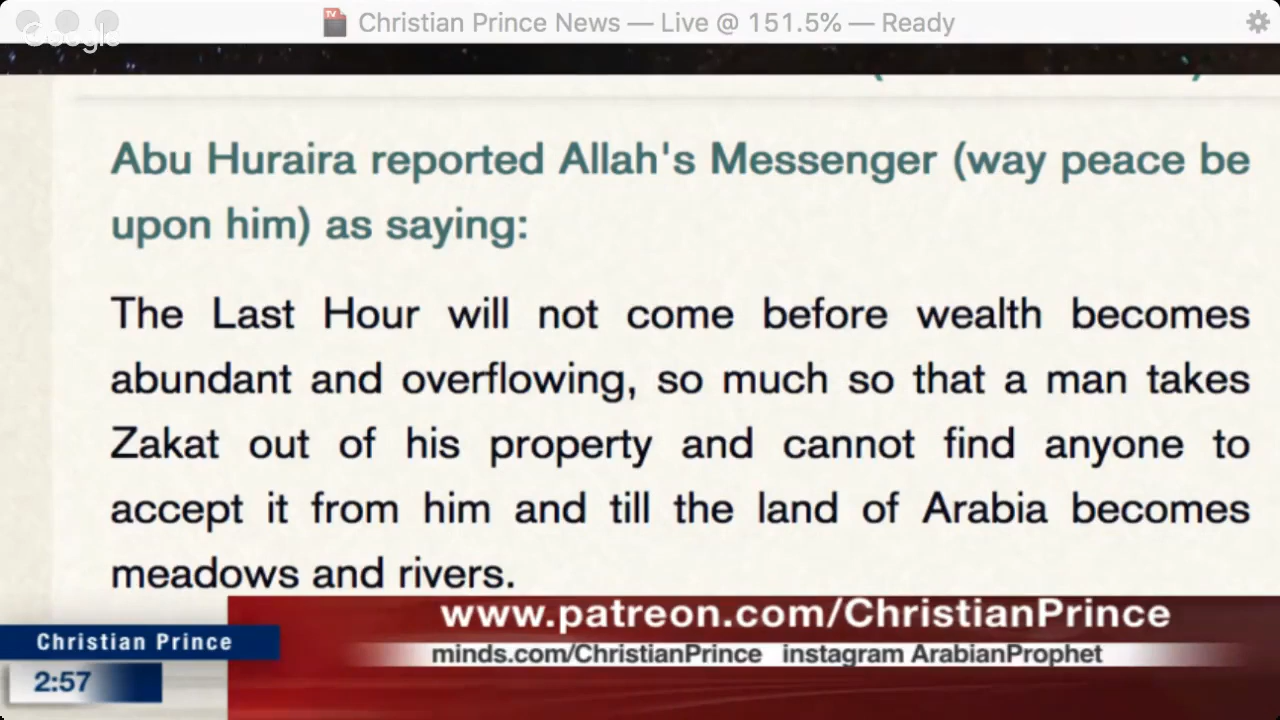 Christian Prince News — Live @ 151.5% — Ready
Google
Abu Huraira reported Allah's Messenger (way peace be
upon him) as saying:
The Last Hour will not come before wealth becomes
abundant and overflowing, so much so that a man takes
Zakat out of his property and cannot find anyone to
accept it from him and till the land of Arabia becomes
meadows and rivers.
www.patreon.com/ChristianPrince
Christian Prince
minds.com/ChristianPrince instagram ArabianProphet
2:57